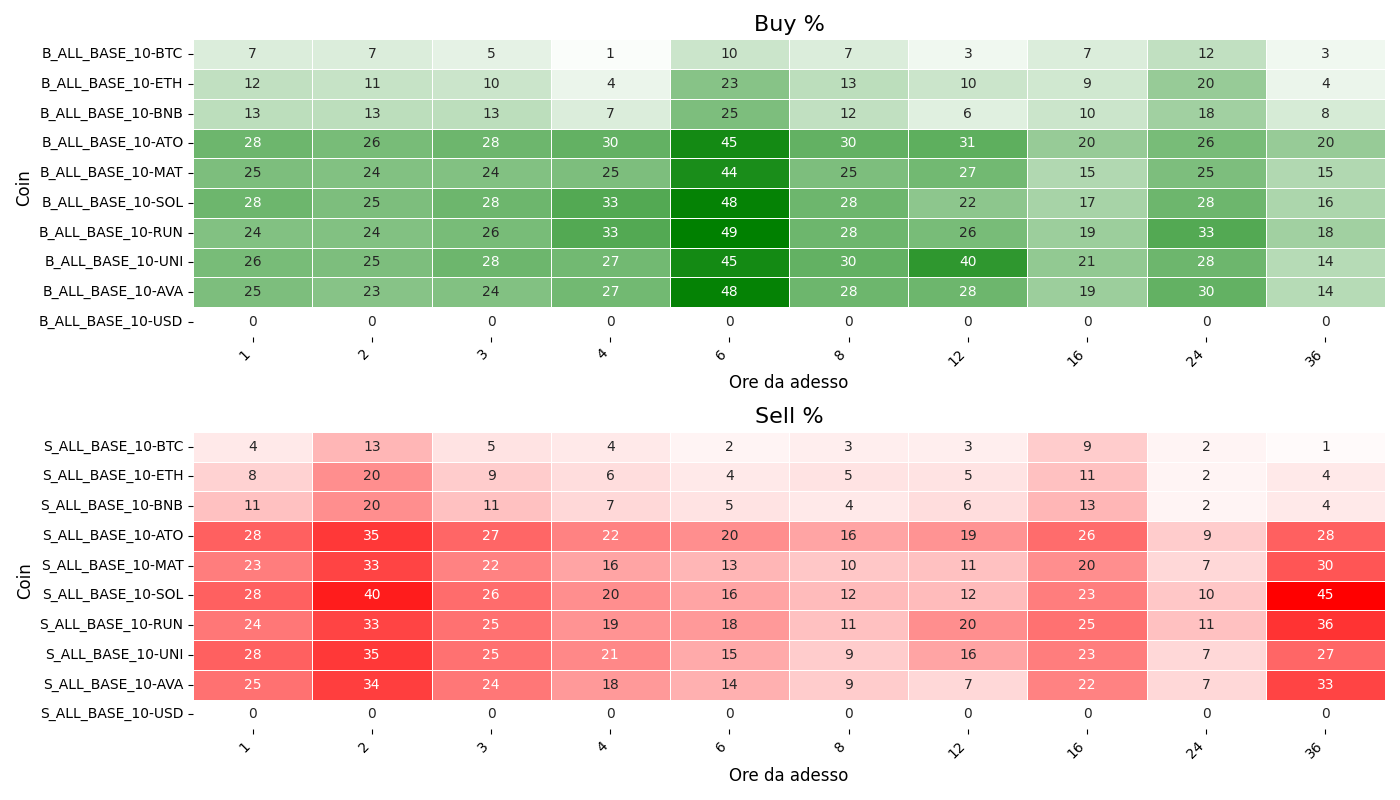 Buy %
Coin
B_ALL_BASE_10-BTC 7 7 5 1 10 7 3 7 12 3
B_ALL_BASE_10-ETH 12 11 10 4 23 13 10 9 20 4
B_ALL_BASE_10-BNB 13 13 13 7 25 12 6 10 18 8
B_ALL_BASE_10-ATO 28 26 28 30 45 30 31 20 26 20
B_ALL_BASE_10-MAT 25 24 24 25 44 25 27 15 25 15
B_ALL_BASE_10-SOL 28 25 28 33 48 28 22 17 28 16
B_ALL_BASE_10-RUN 24 24 26 33 49 28 26 19 33 18
B_ALL_BASE_10-UNI 26 25 28 27 45 30 40 21 28 14
B_ALL_BASE_10-AVA 25 23 24 27 48 28 28 19 30 14
B_ALL_BASE_10-USD 0 0 0 0 0 0 0 0 0 0
1 2 3 4 6 8 12 16 24 36
Ore da adesso
Sell %
Coin
S_ALL_BASE_10-BTC 4 13 5 4 2 3 3 9 2 1
S_ALL_BASE_10-ETH 8 20 9 6 4 5 5 11 2 4
S_ALL_BASE_10-BNB 11 20 11 7 5 4 6 13 2 4
S_ALL_BASE_10-ATO 28 35 27 22 20 16 19 26 9 28
S_ALL_BASE_10-MAT 23 33 22 16 13 10 11 20 7 30
S_ALL_BASE_10-SOL 28 40 26 20 16 12 12 23 10 45
S_ALL_BASE_10-RUN 24 33 25 19 18 11 20 25 11 36
S_ALL_BASE_10-UNI 28 35 25 21 15 9 16 23 7 27
S_ALL_BASE_10-AVA 25 34 24 18 14 9 7 22 7 33
S_ALL_BASE_10-USD 0 0 0 0 0 0 0 0 0 0
1 2 3 4 6 8 12 16 24 36
Ore da adesso